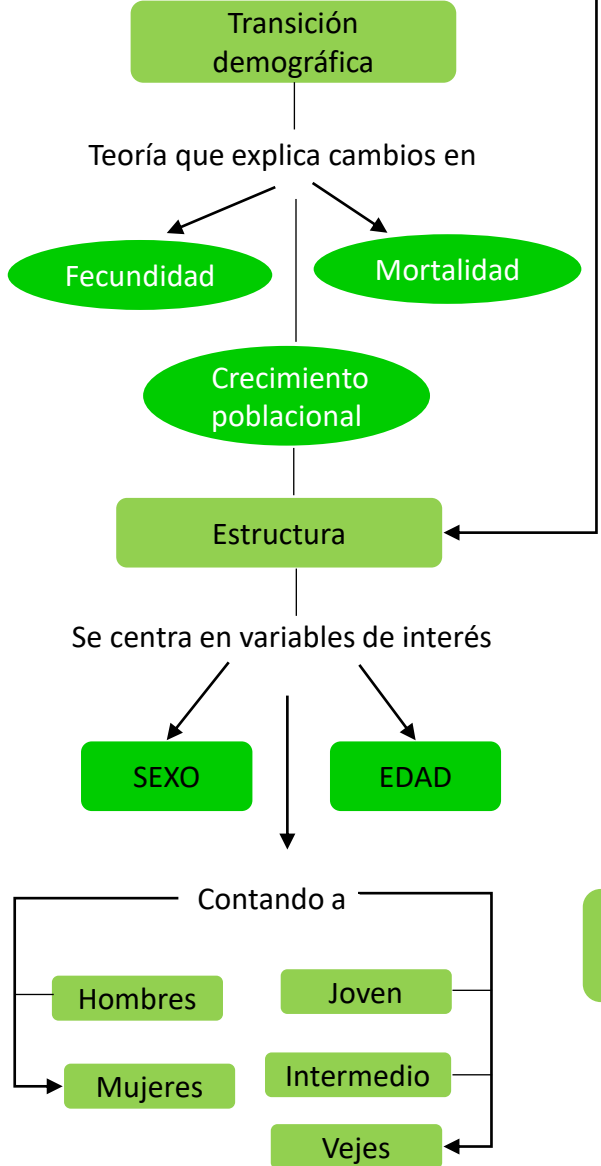 Transición
demográfica
Teoría que explica cambios en
Fecundidad
Mortalidad
Crecimiento
poblacional
Estructura
Se centra en variables de interés
SEXO
EDAD
Contando a
Hombres
Joven
Mujeres
Intermedio
Vejes